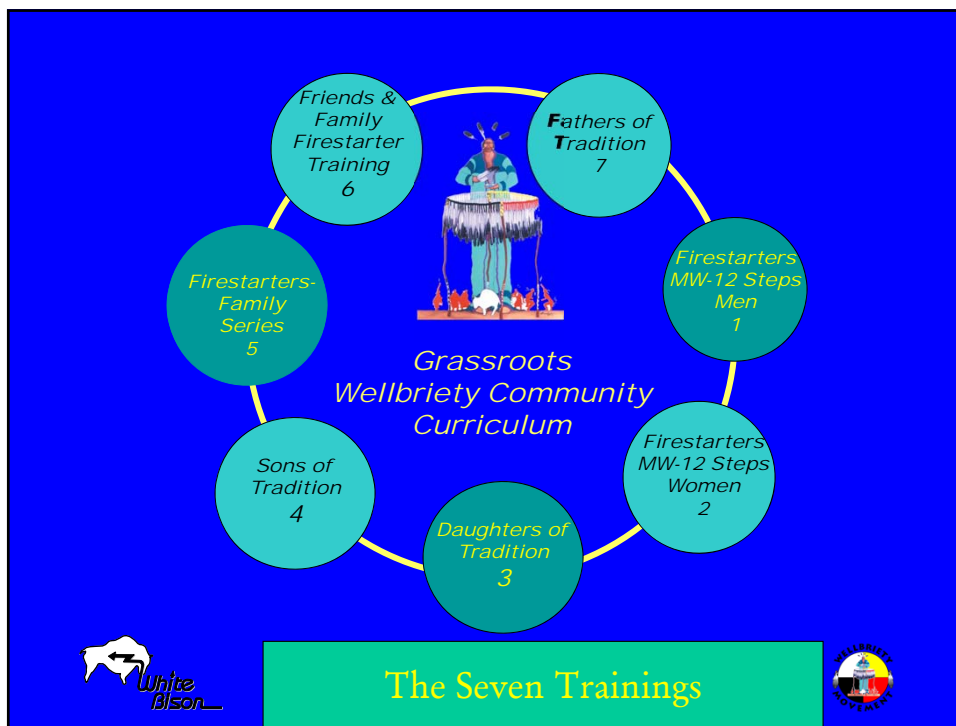 Friends &
Family
Firestarter
Training
6
Fathers of
Tradition
7
Firestarters
MW-12 Steps
Men
1
Firestarters
MW-12 Steps
Women
2
Daughters of
Tradition
3
Sons of
Tradition
4
Firestarters-
Family
Series
5
Grassroots
Wellbriety Community
Curriculum
White
Bison
The Seven Trainings
WELLBRIETY
MOVEMENT